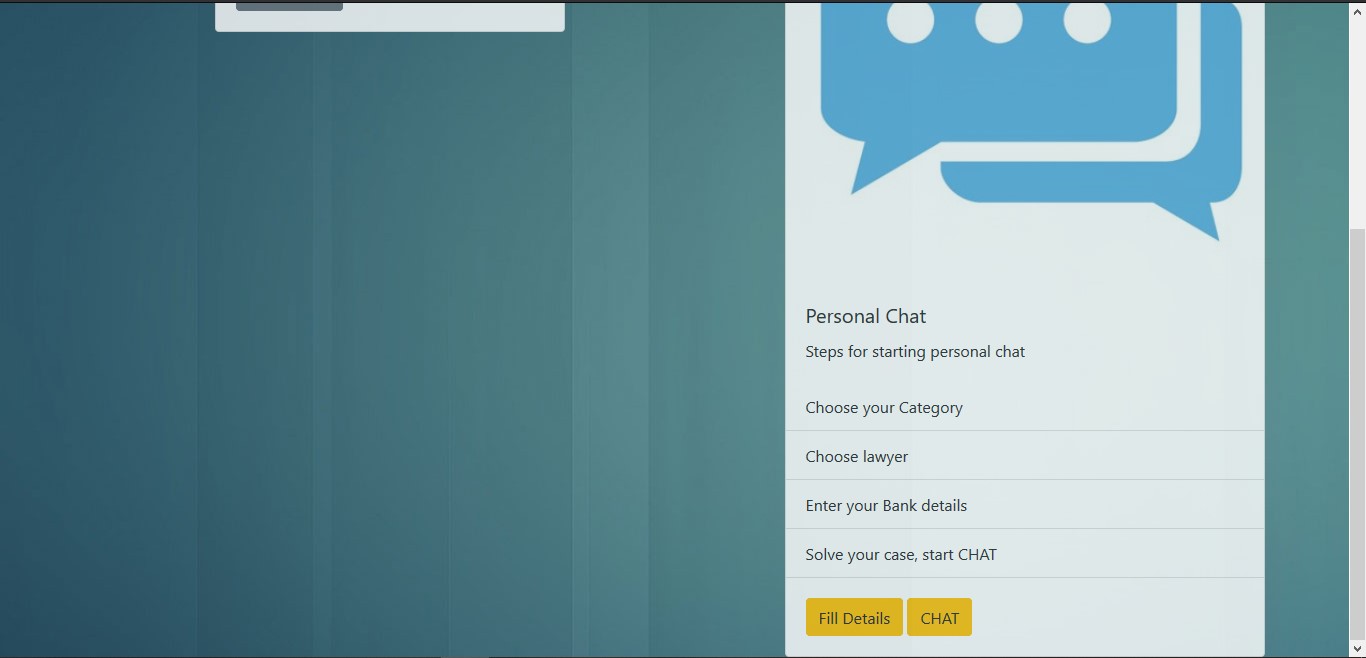 Personal Chat
Steps for starting personal chat
Choose your Category
Choose lawyer
Enter your Bank details
Solve your case, start CHAT
Fill Details
CHAT